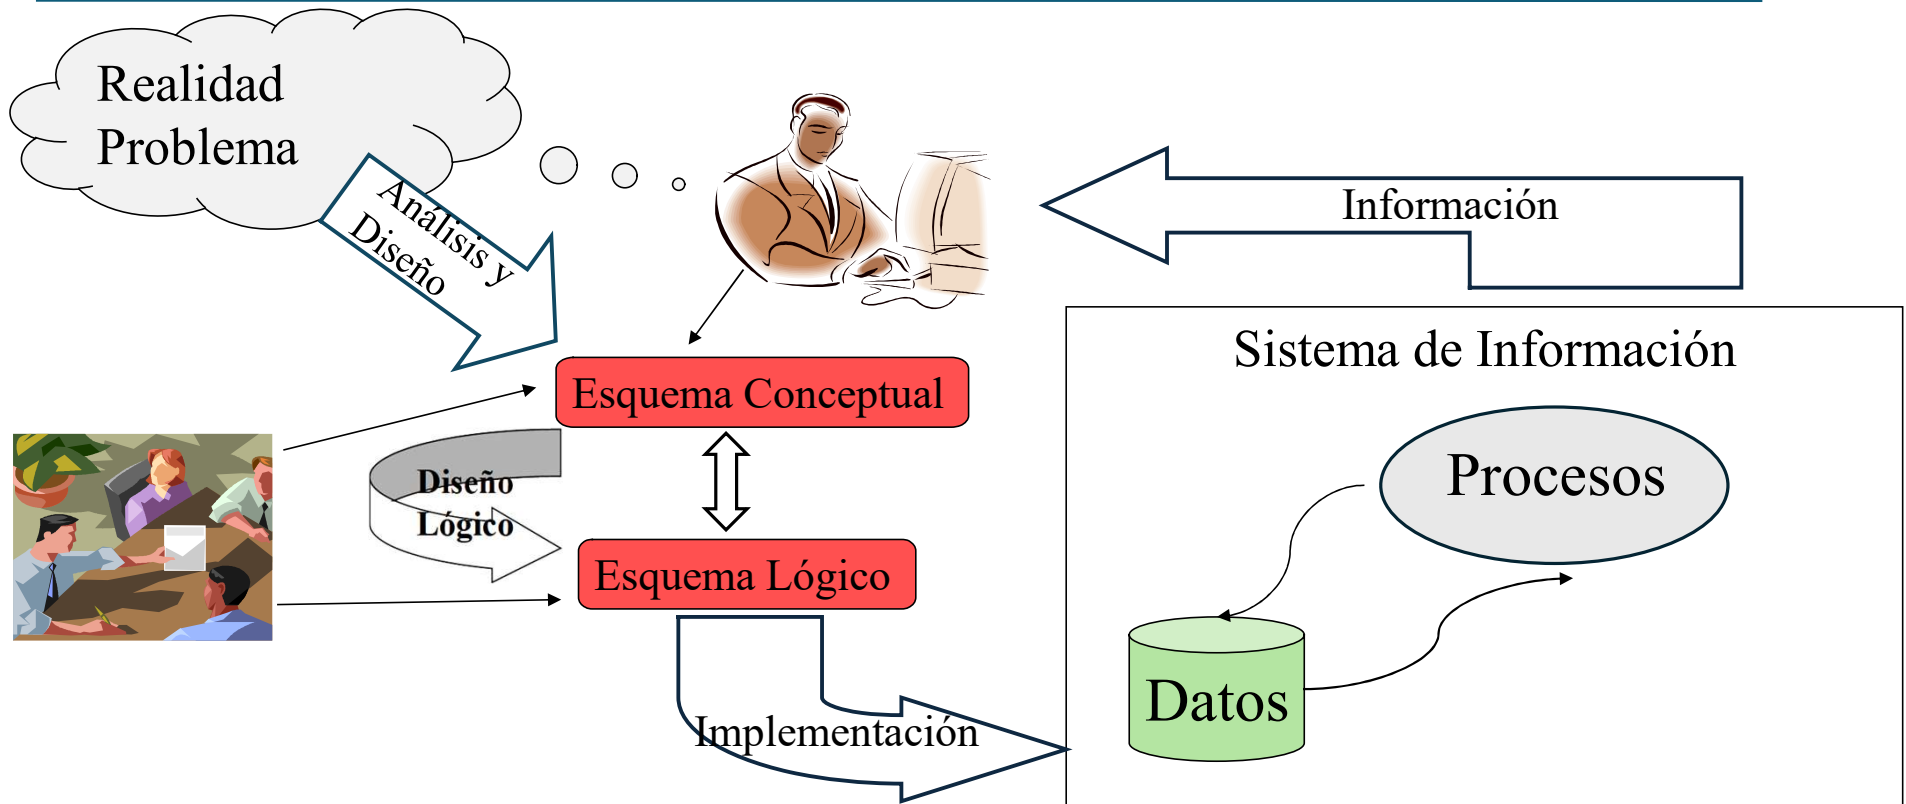 Realidad
Problema
Análisis y
Diseño
Información
Sistema de Información
Esquema Conceptual
Procesos
Diseño
Lógico
Esquema Lógico
Datos
Implementación